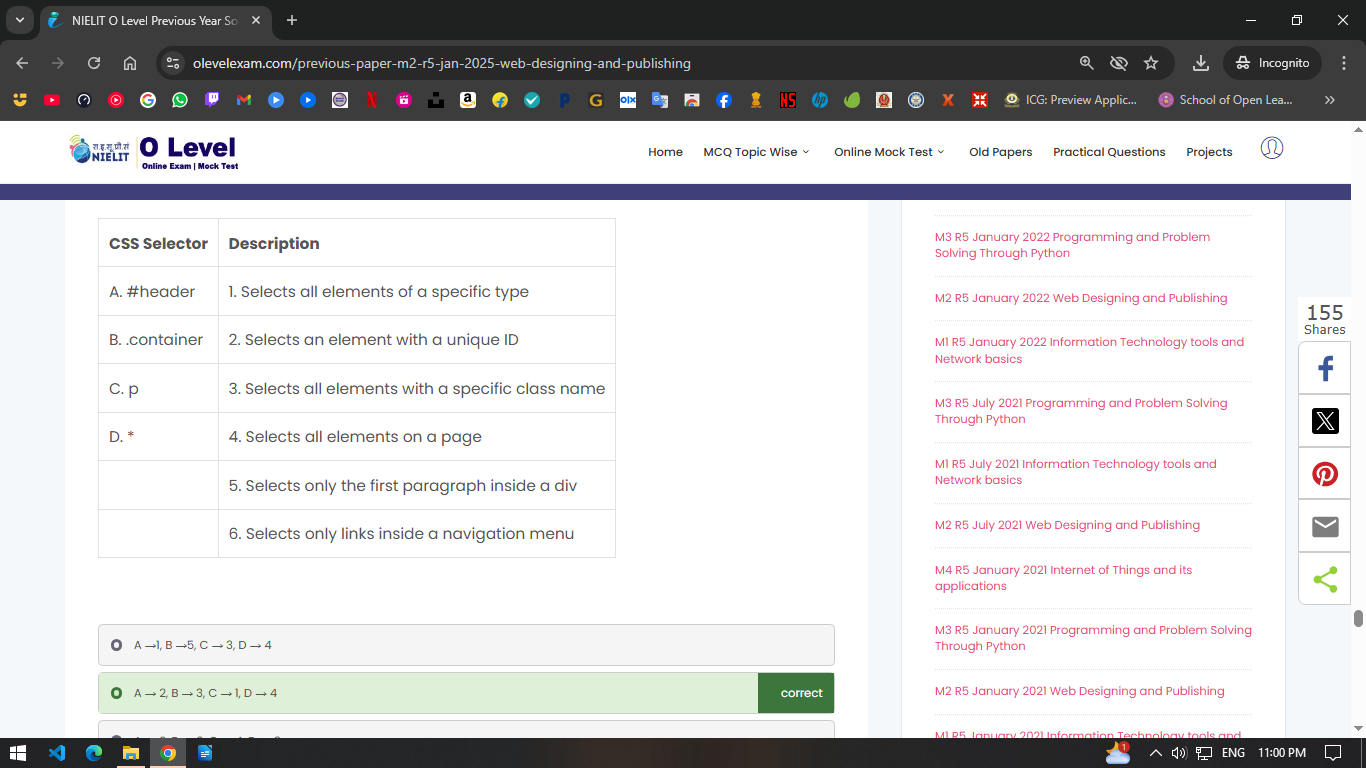 NIELIT O Level Previous Year So
olevelexam.com/previous-paper-m2-r5-jan-2025-web-designing-and-publishing
Incognito
ICG: Preview Applic...
School of Open Lea...
NIELIT
O Level
Online Exam | Mock Test
Home
MCQ Topic Wise
Online Mock Test
Old Papers
Practical Questions
Projects
CSS Selector Description
A. #header 1. Selects all elements of a specific type
B. .container 2. Selects an element with a unique ID
C. p 3. Selects all elements with a specific class name
D. * 4. Selects all elements on a page
5. Selects only the first paragraph inside a div
6. Selects only links inside a navigation menu
A →1, B →5, C → 3, D → 4
A → 2, B → 3, C → 1, D → 4 correct
M3 R5 January 2022 Programming and Problem
Solving Through Python
M2 R5 January 2022 Web Designing and Publishing
M1 R5 January 2022 Information Technology tools and
Network basics
M3 R5 July 2021 Programming and Problem Solving
Through Python
M1 R5 July 2021 Information Technology tools and
Network basics
M2 R5 July 2021 Web Designing and Publishing
M4 R5 January 2021 Internet of Things and its
applications
M3 R5 January 2021 Programming and Problem Solving
Through Python
M2 R5 January 2021 Web Designing and Publishing
M1 R5 January 2021 Information Technology tools and
155
Shares
ENG
11:00 PM